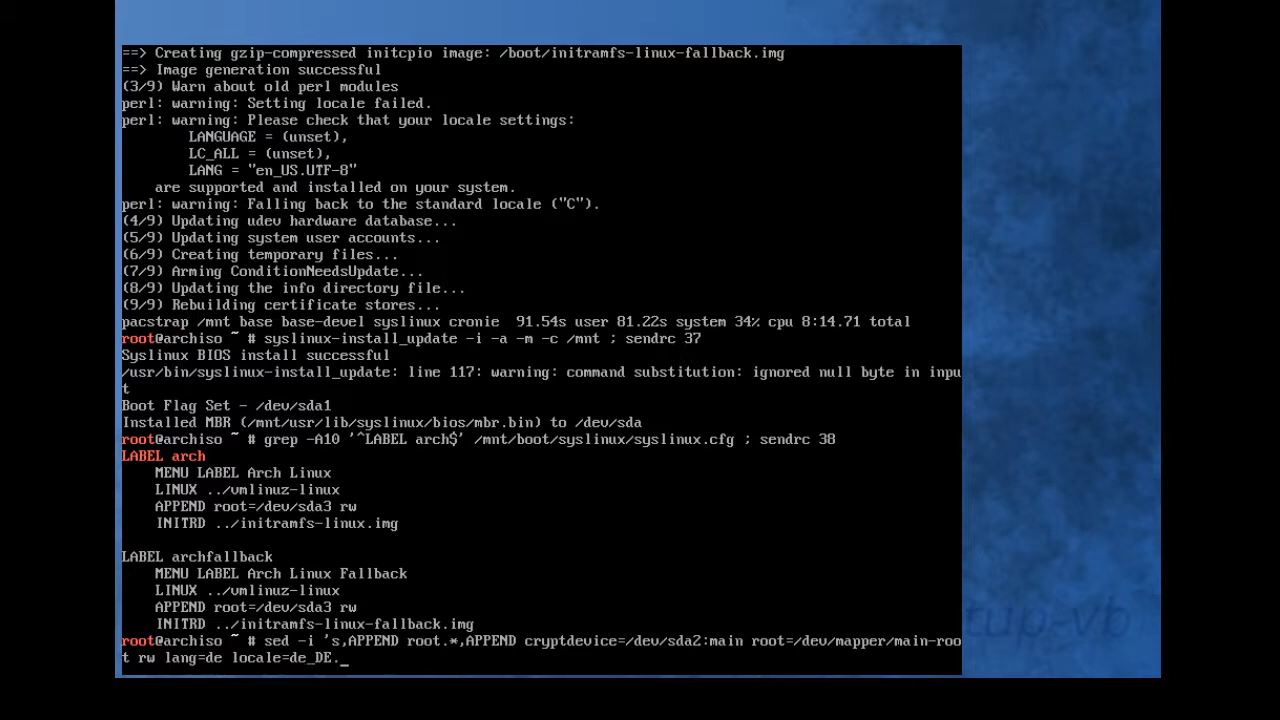 ==> Creating gzip-compressed initcpio image: /boot/initramfs-linux-fallback.img
==> Image generation successful
(3/9) Warn about old perl modules
perl: warning: Setting locale failed.
perl: warning: Please check that your locale settings:
LANGUAGE = (unset),
LC_ALL = (unset),
LANG = "en_US.UTF-8"
are supported and installed on your system.
perl: warning: Falling back to the standard locale ("C").
(4/9) Updating udev hardware database...
(5/9) Updating system user accounts...
(6/9) Creating temporary files...
(7/9) Arming ConditionNeedsUpdate...
(8/9) Updating the info directory file...
(9/9) Rebuilding certificate stores...
pacstrap /mnt base base-devel syslinux cronie  91.54s user 81.22s system 34% cpu 8:14.71 total
root@archiso ~ # syslinux-install_update -i -a -m -c /mnt ; sendrc 37
Syslinux BIOS install successful
/usr/bin/syslinux-install_update: line 117: warning: command substitution: ignored null byte in inpu
t
Boot Flag Set - /dev/sda1
Installed MBR (/mnt/usr/lib/syslinux/bios/mbr.bin) to /dev/sda
root@archiso ~ # grep -A10 '^LABEL arch$' /mnt/boot/syslinux/syslinux.cfg ; sendrc 38
LABEL arch
MENU LABEL Arch Linux
LINUX ../vmlinuz-linux
APPEND root=/dev/sda3 rw
INITRD ../initramfs-linux.img
LABEL archfallback
MENU LABEL Arch Linux Fallback
LINUX ../vmlinuz-linux
APPEND root=/dev/sda3 rw
INITRD ../initramfs-linux-fallback.img
root@archiso ~ # sed -i 's,APPEND root.*,APPEND cryptdevice=/dev/sda2:main root=/dev/mapper/main-roo
t rw lang=de locale=de_DE._
tup-vb